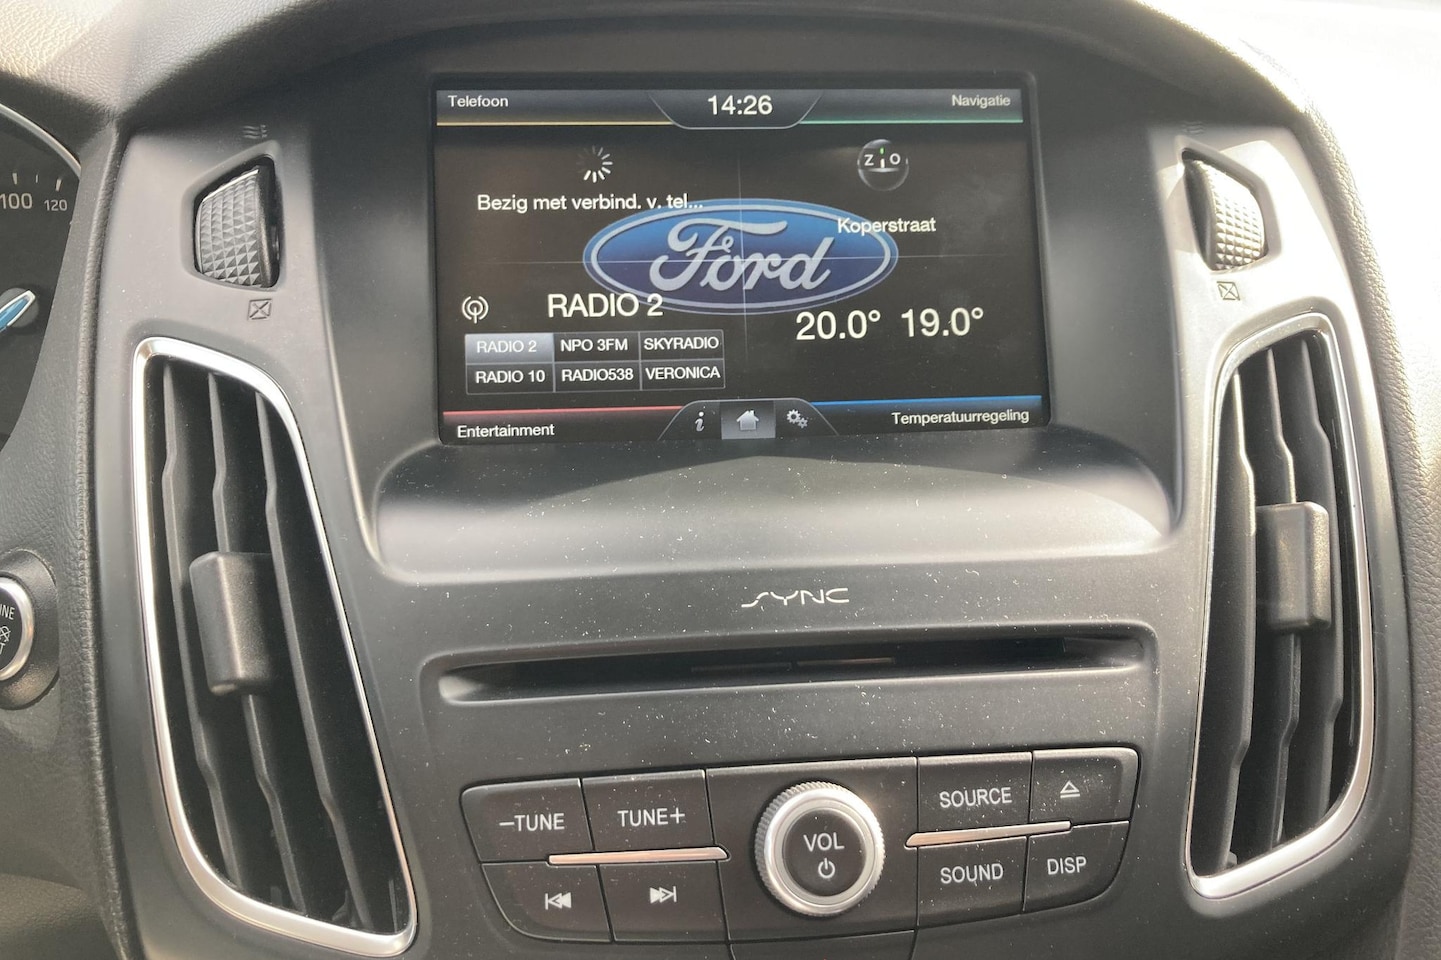 Telefoon
14:26
Navigatie
Bezig met verbind. v. tel...
Z O
Koperstraat
Ford
RADIO 2
20.0° 19.0°
RADIO 2 NPO 3FM SKYRADIO
RADIO 10 RADIO538 VERONICA
Entertainment
i
Temperatuurregeling
100 120
SYNC
–TUNE
TUNE+
VOL
SOURCE
SOUND
DISP